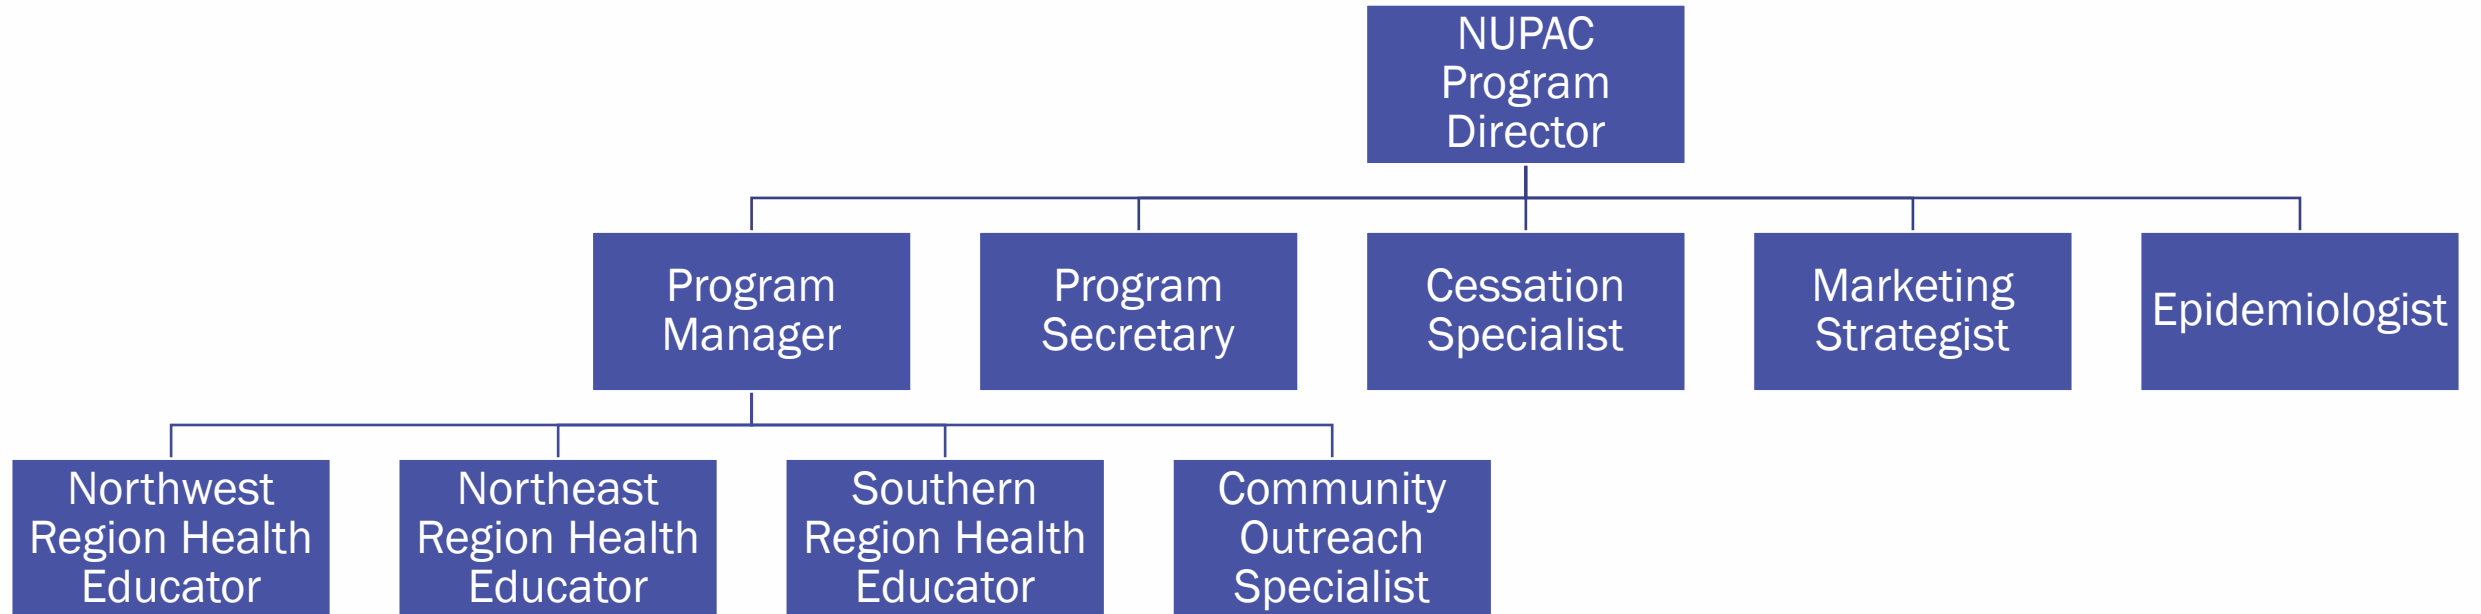 NUPAC
Program
Director
Program
Manager
Program
Secretary
Cessation
Specialist
Marketing
Strategist
Epidemiologist
Northwest
Region Health
Educator
Northeast
Region Health
Educator
Southern
Region Health
Educator
Community
Outreach
Specialist